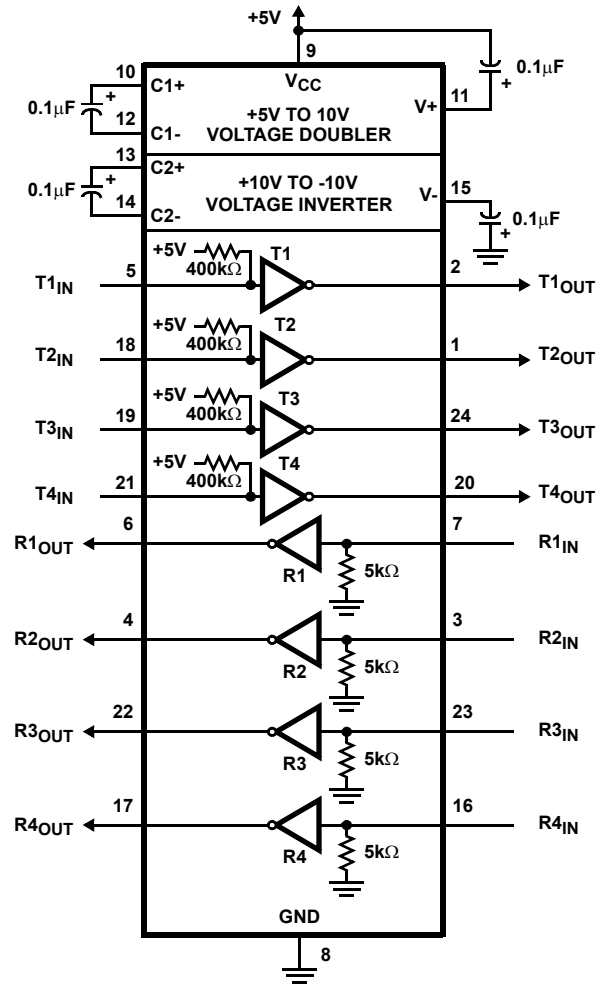 +5V
9
10
C1+
VCC
0.1μF
0.1μF
+
+
+5V TO 10V
VOLTAGE DOUBLER
V+
11
12
C1-
13
C2+
0.1μF
+
+10V TO -10V
VOLTAGE INVERTER
V-
15
14
C2-
0.1μF
+
+5V
400kΩ
T1
T1IN
5
2
T1OUT
+5V
400kΩ
T2
T2IN
18
1
T2OUT
+5V
400kΩ
T3
T3IN
19
24
T3OUT
+5V
400kΩ
T4
T4IN
21
20
T4OUT
R1OUT
6
7
R1IN
R1
5kΩ
R2OUT
4
3
R2IN
R2
5kΩ
R3OUT
22
23
R3IN
R3
5kΩ
R4OUT
17
16
R4IN
R4
5kΩ
GND
8